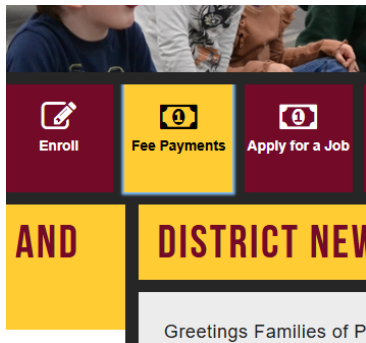 Enroll
Fee Payments
Apply for a Job
AND
DISTRICT NEW
Greetings Families of P